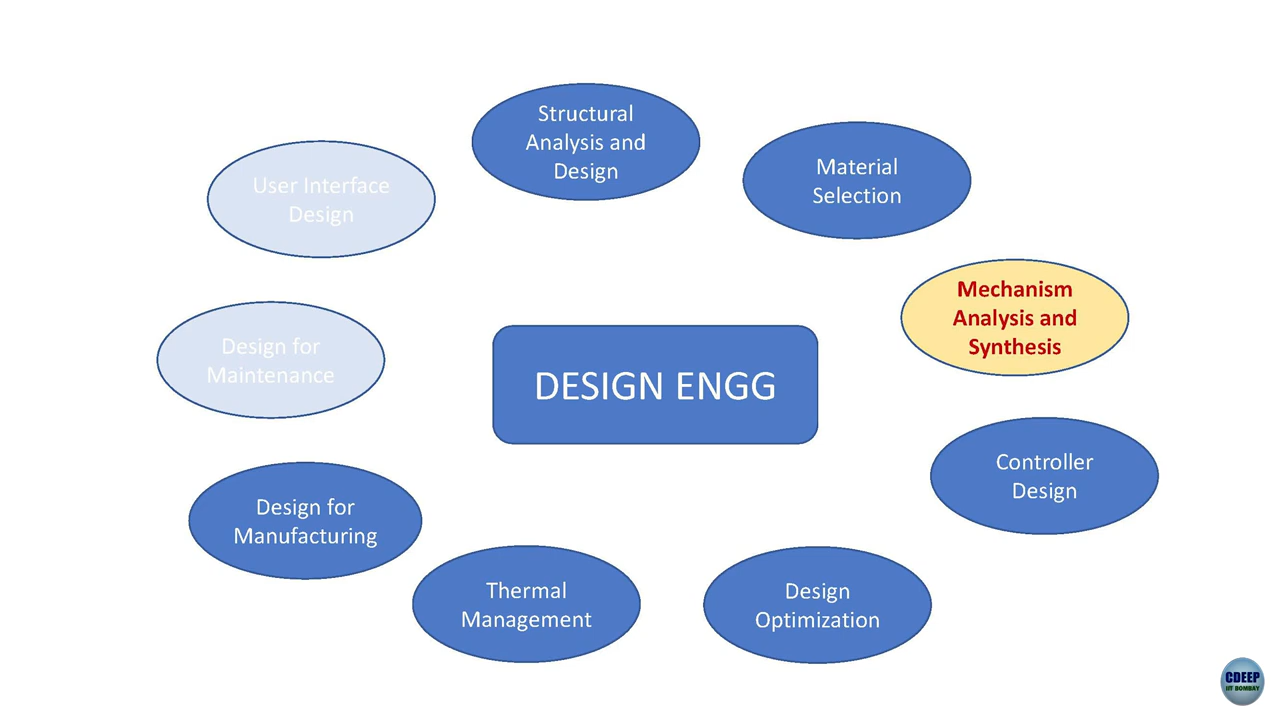 Structural
Analysis and
Design
Material
Selection
User Interface
Design
Mechanism
Analysis and
Synthesis
Design for
Maintenance
DESIGN ENGG
Controller
Design
Design for
Manufacturing
Thermal
Management
Design
Optimization
CDEEP
IIT BOMBAY